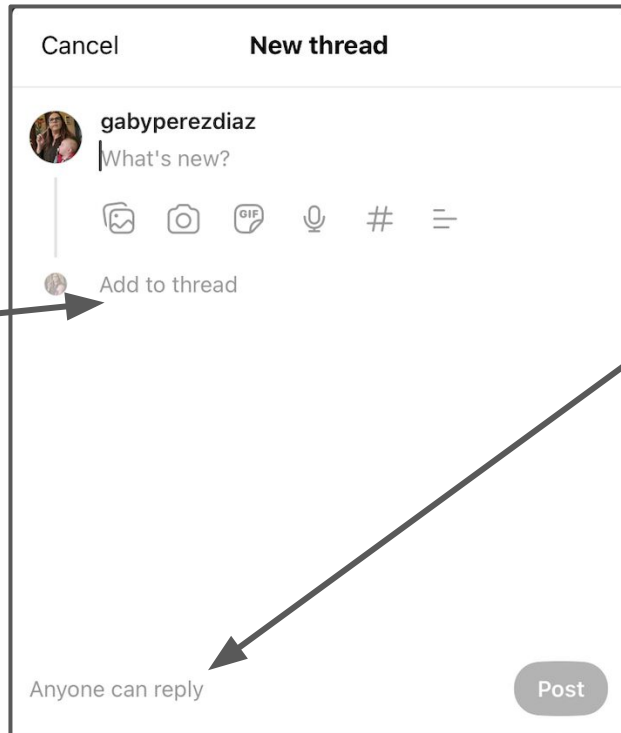 Cancel New thread
gabyperezdiaz
What's new?
GIF
Add to thread
Anyone can reply Post